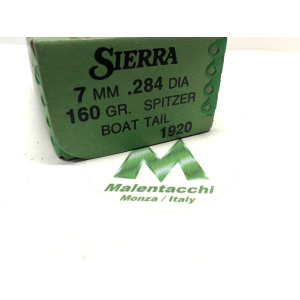 SIERRA
7 MM .284 DIA
160 GR. SPITZER
BOAT TAIL
1920
M
Malentacchi
Monza / Italy